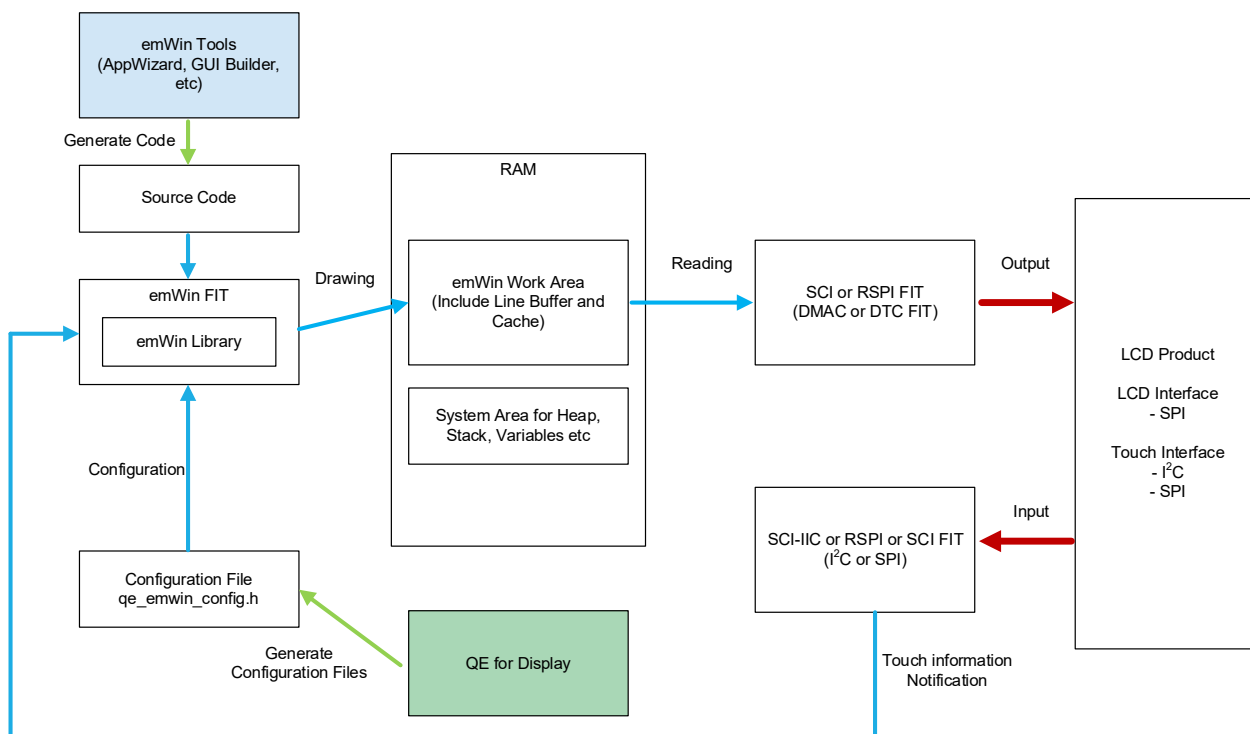 emWin Tools
(AppWizard, GUI Builder,
etc)
Generate Code
Source Code
emWin FIT
emWin Library
Drawing
RAM
emWin Work Area
(Include Line Buffer and
Cache)
System Area for Heap,
Stack, Variables etc
Reading
SCI or RSPI FIT
(DMAC or DTC FIT)
Output
LCD Product
LCD Interface
- SPI
Touch Interface
- I²C
- SPI
Input
SCI-IIC or RSPI or SCI FIT
(I²C or SPI)
Touch information
Notification
Configuration
Configuration File
qe_emwin_config.h
Generate
Configuration Files
QE for Display